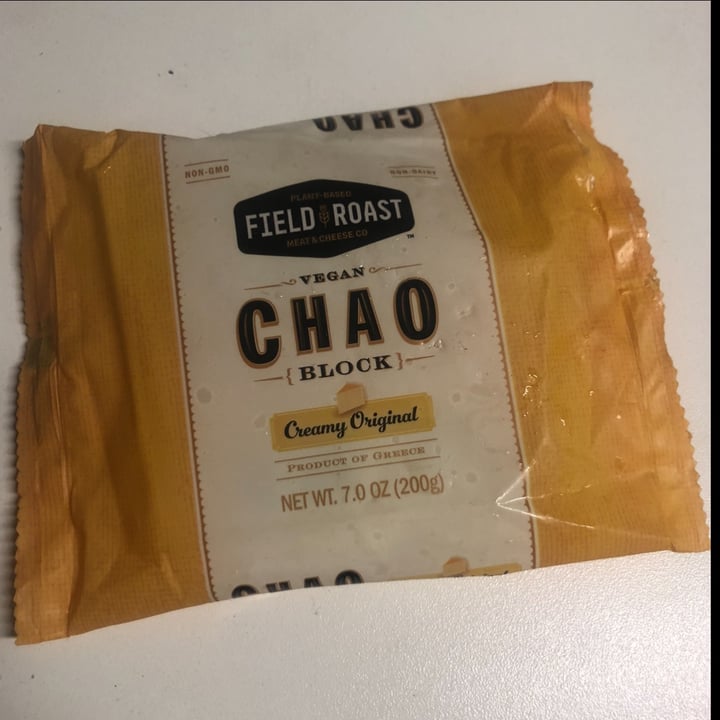 CHAO
NON-GMO
NON-DAIRY
PLANT-BASED
FIELD ROAST
MEAT & CHEESE CO
™
VEGAN
CHAO
{BLOCK}
Creamy Original
PRODUCT OF GREECE
NET WT. 7.0 OZ (200g)
CHAO